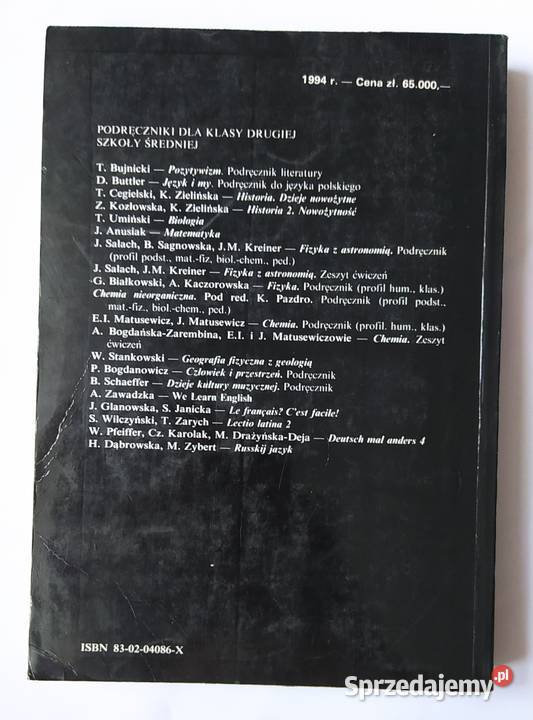 1994 r. — Cena zł. 65.000,—
PODRĘCZNIKI DLA KLASY DRUGIEJ
SZKOŁY ŚREDNIEJ
T. Bujnicki — Pozytywizm. Podręcznik literatury
D. Buttler — Język i my. Podręcznik do języka polskiego
T. Cegielski, K. Zielińska — Historia. Dzieje nowożytne
Z. Kozłowska, K. Zielińska — Historia 2. Nowożytność
T. Umiński — Biologia
J. Anusiak — Matematyka
J. Salach, B. Sagnowska, J.M. Kreiner — Fizyka z astronomią. Podręcznik
(profil podst., mat.-fiz, biol.-chem., ped.)
J. Salach, J.M. Kreiner — Fizyka z astronomią. Zeszyt ćwiczeń
G. Białkowski, A. Kaczorowska — Fizyka. Podręcznik (profil hum., klas.)
Chemia nieorganiczna. Pod red. K. Pazdro. Podręcznik (profil podst.,
mat.-fiz., biol.-chem., ped.)
E.I. Matusewicz, J. Matusewicz — Chemia. Podręcznik (profil. hum., klas.)
A. Bogdańska-Zarembina, E.I. i J. Matusewiczowie — Chemia. Zeszyt
ćwiczeń
W. Stankowski — Geografia fizyczna z geologią
P. Bogdanowicz — Człowiek i przestrzeń. Podręcznik
B. Schaeffer — Dzieje kultury muzycznej. Podręcznik
A. Zawadzka — We Learn English
J. Glanowska, S. Janicka — Le français? C'est facile!
S. Wilczyński, T. Zarych — Lectio latina 2
W. Pfeiffer, Cz. Karolak, M. Drażyńska-Deja — Deutsch mal anders 4
H. Dąbrowska, M. Zybert — Russkij jazyk
ISBN 83-02-04086-X
Sprzedajemy.pl